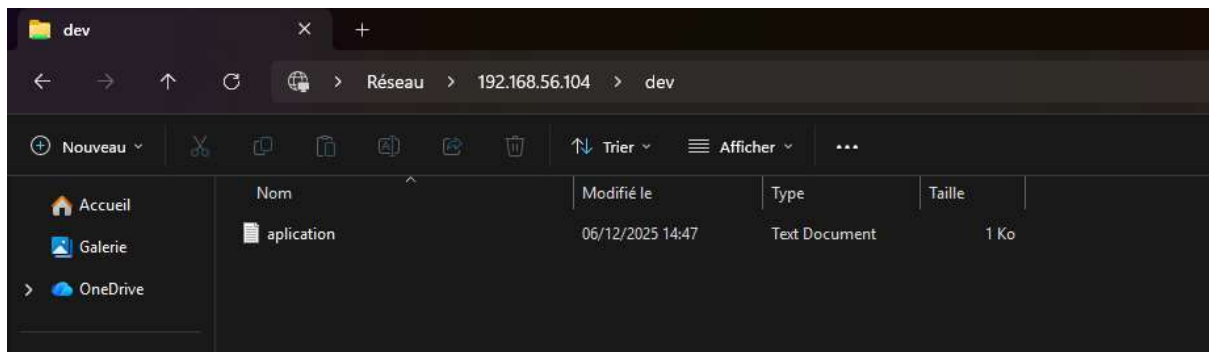 dev
Réseau > 192.168.56.104 > dev
Nouveau Trier Afficher ...
Nom Modifié le Type Taille
Accueil
aplication 06/12/2025 14:47 Text Document 1 Ko
Galerie
OneDrive